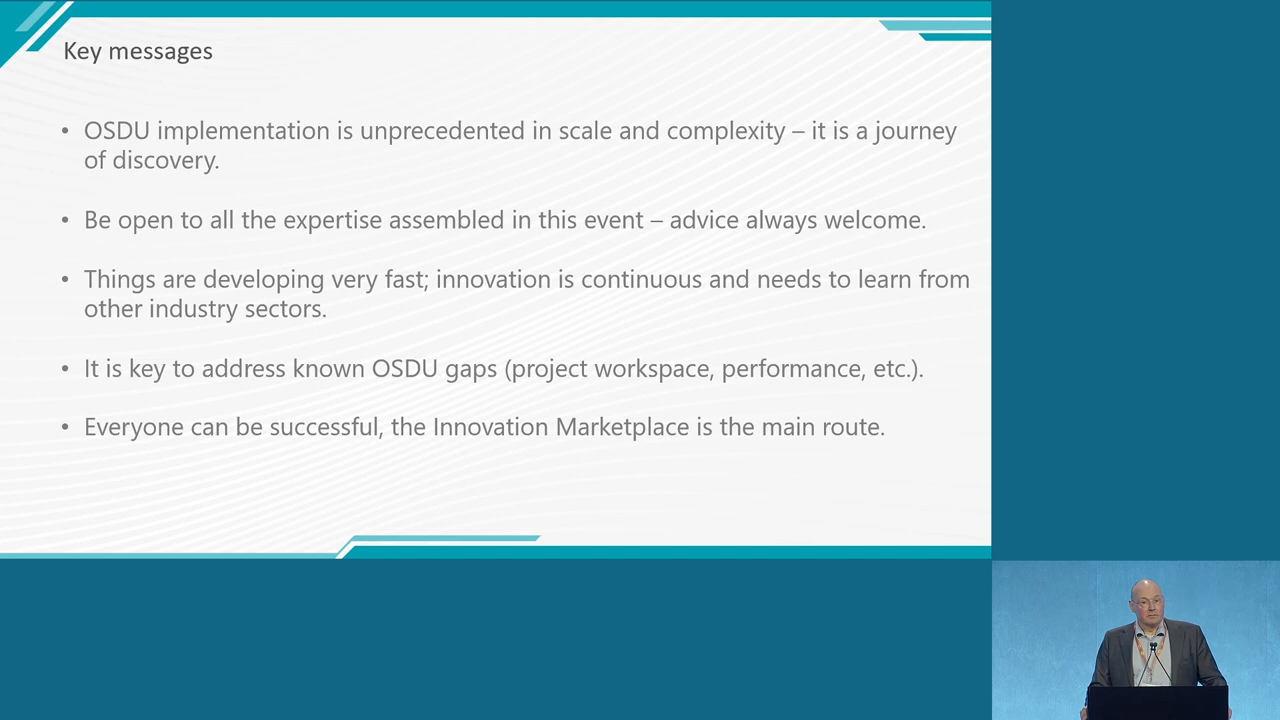 Key messages
• OSDU implementation is unprecedented in scale and complexity – it is a journey
of discovery.
• Be open to all the expertise assembled in this event – advice always welcome.
• Things are developing very fast; innovation is continuous and needs to learn from
other industry sectors.
• It is key to address known OSDU gaps (project workspace, performance, etc.).
• Everyone can be successful, the Innovation Marketplace is the main route.